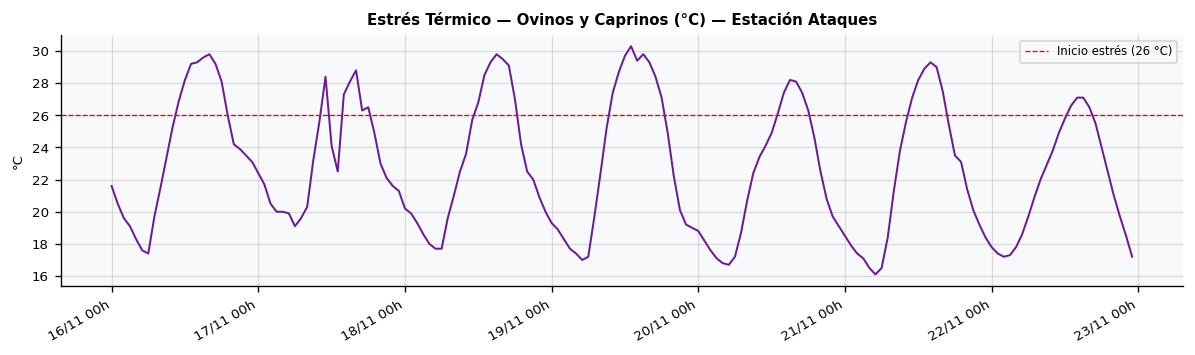 Estrés Térmico — Ovinos y Caprinos (°C) — Estación Ataques
Inicio estrés (26 °C)
°C
30
28
26
24
22
20
18
16
16/11 00h
17/11 00h
18/11 00h
19/11 00h
20/11 00h
21/11 00h
22/11 00h
23/11 00h